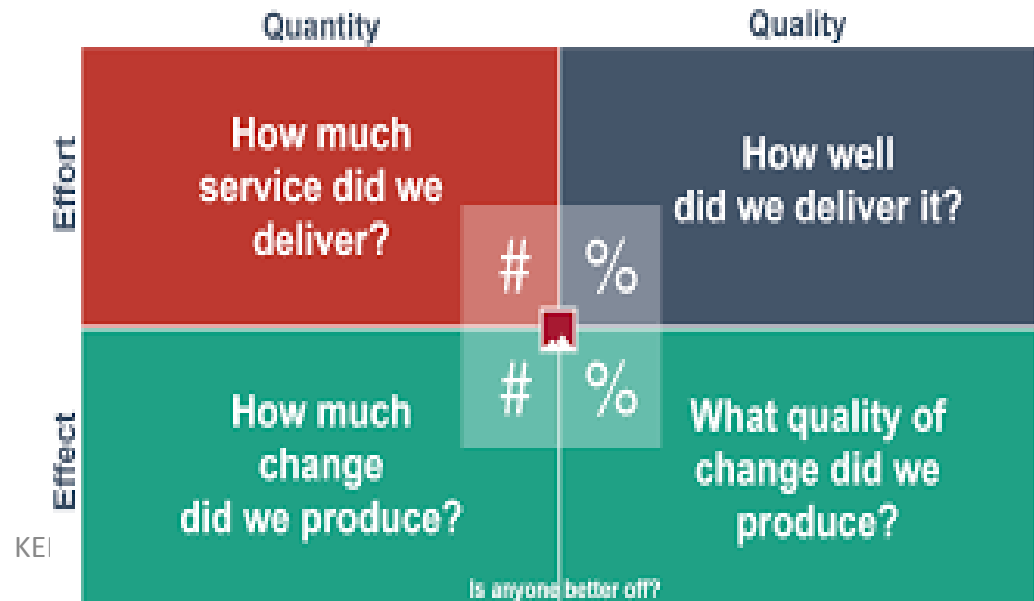 Quantity
Quality
Effort
How much
service did we
deliver?
#
How well
did we deliver it?
%
Effect
How much
change
did we produce?
#
What quality of
change did we
produce?
%
Is anyone better off?